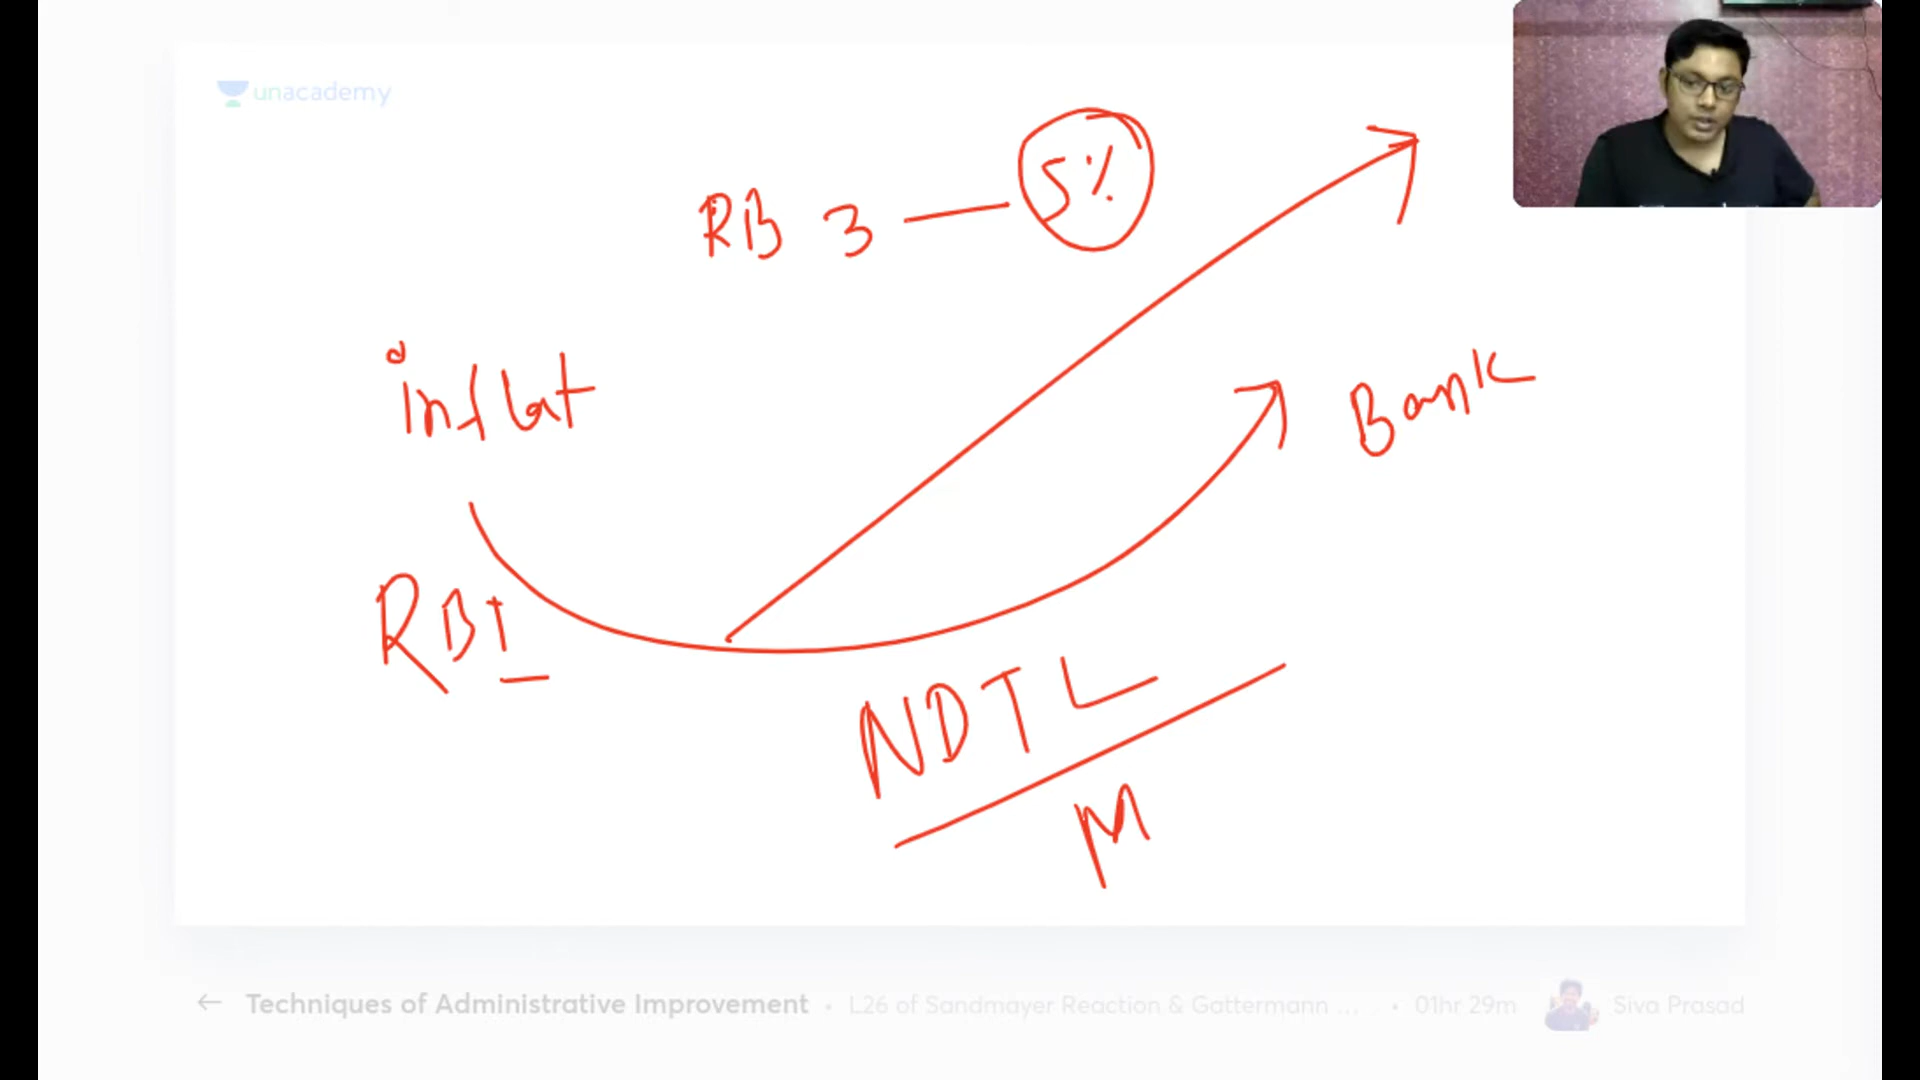 unacademy
RB 3 — 5%
inflat
Bank
RBI
NDTL
M
← Techniques of Administrative Improvement • L26 of Sandmayer Reaction & Gattermann ... • 01hr 29m Siva Prasad